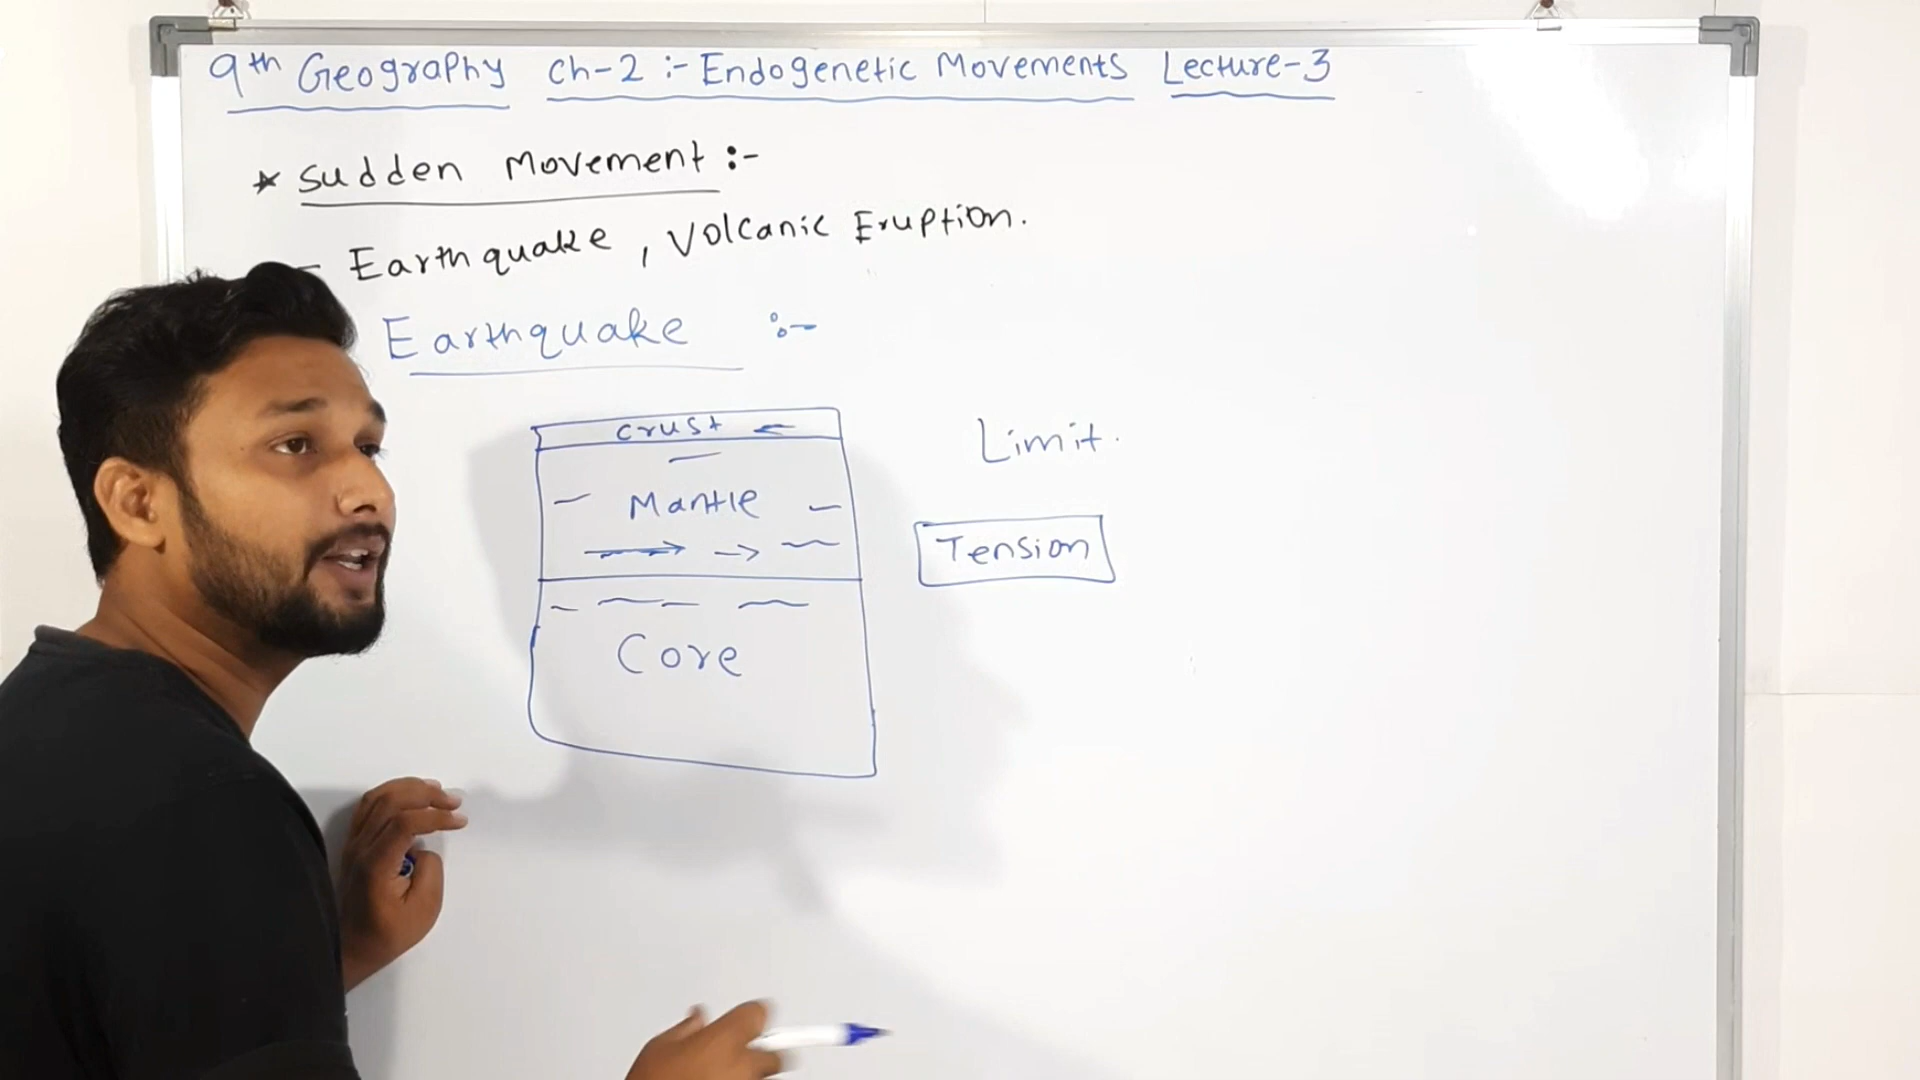 9th Geography Ch-2 :- Endogenetic Movements Lecture-3
* Sudden Movement :-
- Earthquake, Volcanic Eruption.
Earthquake :-
Crust ←
Mantle
Core
Limit.
Tension